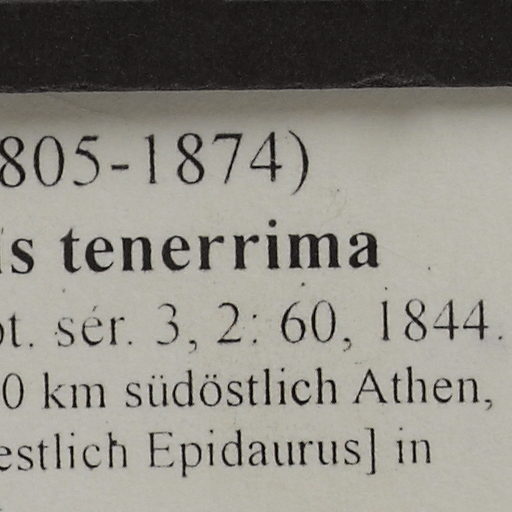 805-1874)
is tenerrima
ot. sér. 3, 2: 60, 1844.
0 km südöstlich Athen,
estlich Epidaurus] in